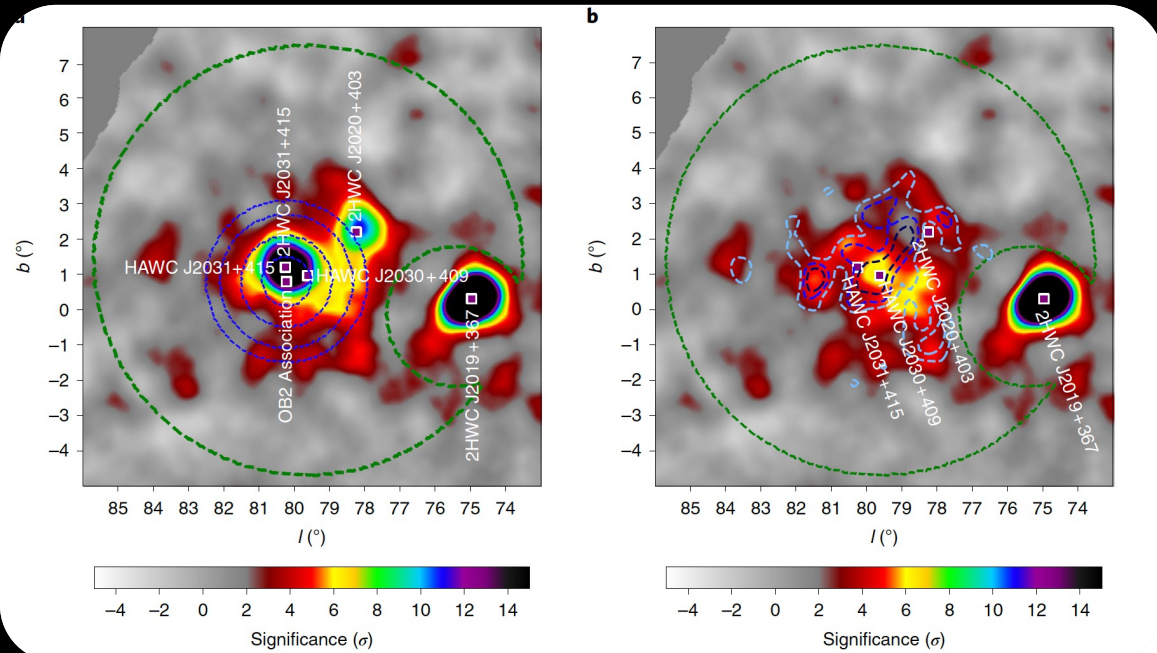 a
b
7
6
5
4
3
2
1
0
−1
−2
−3
−4
b (°)
85 84 83 82 81 80 79 78 77 76 75 74
l (°)
2HWC J2031+415
2HWC J2020+403
HAWC J2031+415
HAWC J2030+409
OB2 Association
2HWC J2019+367
−4 −2 0 2 4 6 8 10 12 14
Significance (σ)
7
6
5
4
3
2
1
0
−1
−2
−3
−4
b (°)
85 84 83 82 81 80 79 78 77 76 75 74
l (°)
HAWC J2031+415
HAWC J2030+409
2HWC J2020+403
2HWC J2019+367
−4 −2 0 2 4 6 8 10 12 14
Significance (σ)